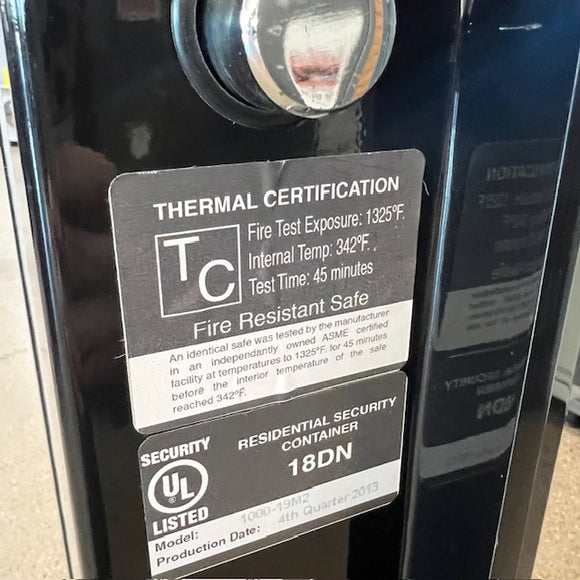 THERMAL CERTIFICATION
TC
Fire Test Exposure: 1325°F.
Internal Temp: 342°F.
Test Time: 45 minutes
Fire Resistant Safe
An identical safe was tested by the manufacturer
in an independantly owned ASME certified
facility at temperatures to 1325°F. for 45 minutes
before the interior temperature of the safe
reached 342°F.
SECURITY
UL
LISTED
RESIDENTIAL SECURITY
CONTAINER
18DN
Model: 1000-19M2
Production Date: 4th Quarter 2013